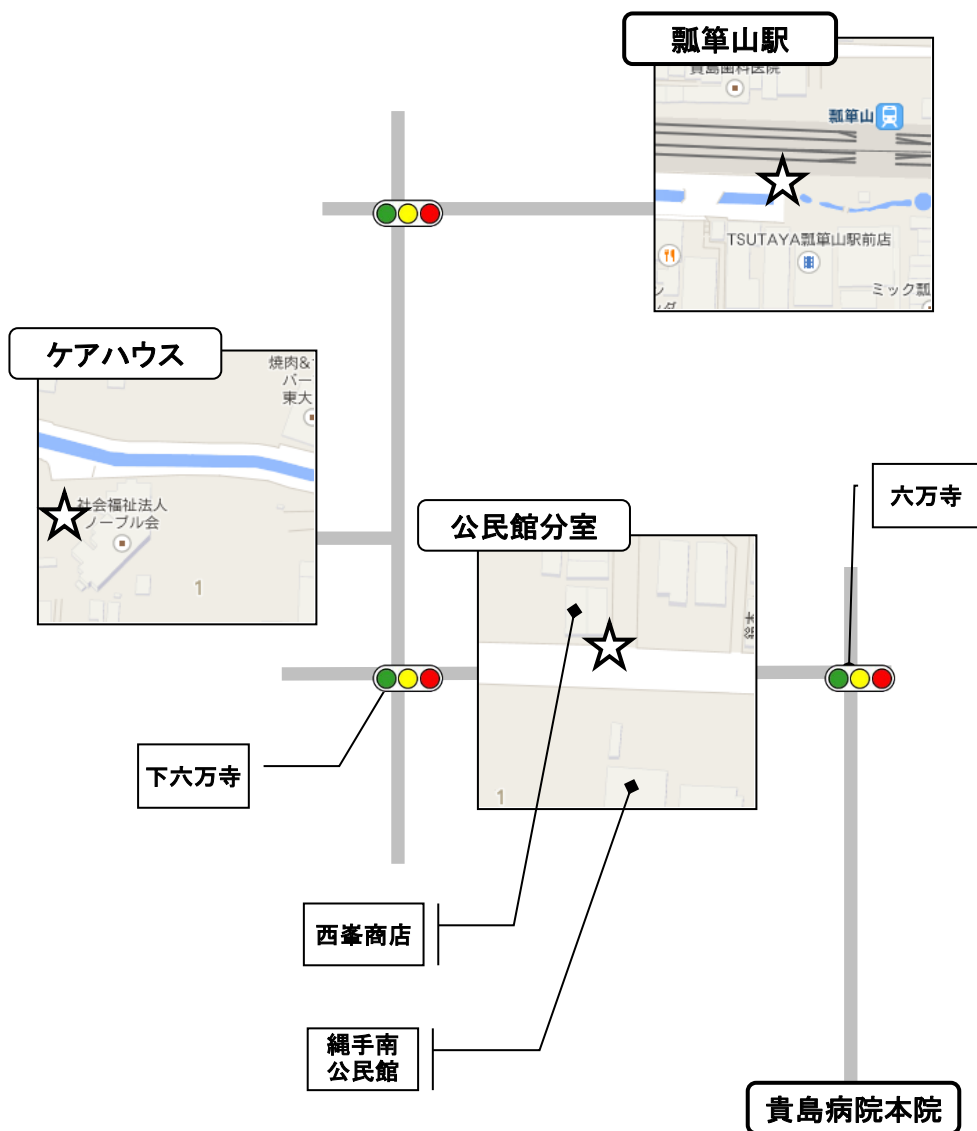 瓢箪山駅
貴島歯科医院
瓢箪山
TSUTAYA瓢箪山駅前店
ミック瓢
ケアハウス
焼肉&
バー
東大
社会福祉法人
ノーブル会
1
公民館分室
六万寺
1
下六万寺
西峯商店
縄手南
公民館
貴島病院本院